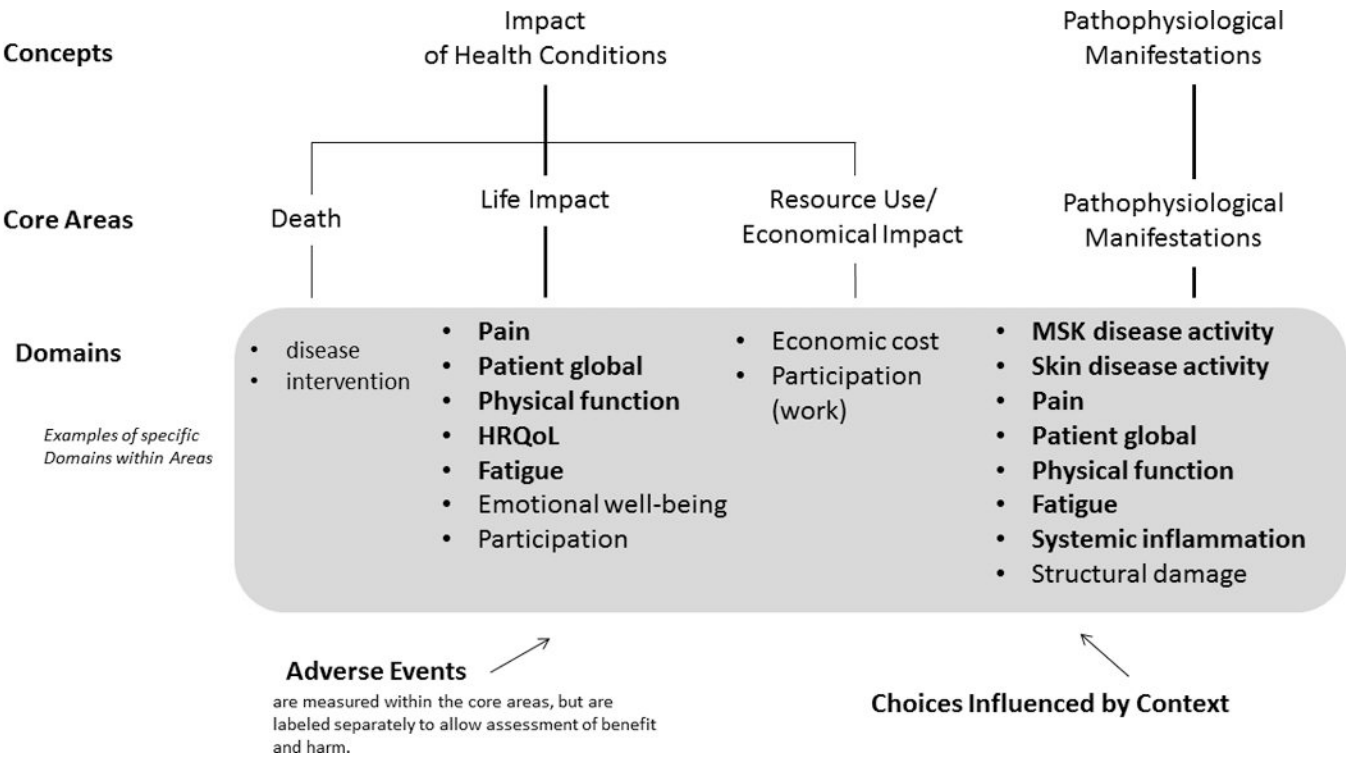 Concepts
Impact
of Health Conditions
Pathophysiological
Manifestations
Core Areas
Death
Life Impact
Resource Use/
Economical Impact
Pathophysiological
Manifestations
Domains
Examples of specific
Domains within Areas
• disease
• intervention
• Pain
• Patient global
• Physical function
• HRQoL
• Fatigue
• Emotional well-being
• Participation
• Economic cost
• Participation
(work)
• MSK disease activity
• Skin disease activity
• Pain
• Patient global
• Physical function
• Fatigue
• Systemic inflammation
• Structural damage
Adverse Events
are measured within the core areas, but are
labeled separately to allow assessment of benefit
and harm.
Choices Influenced by Context